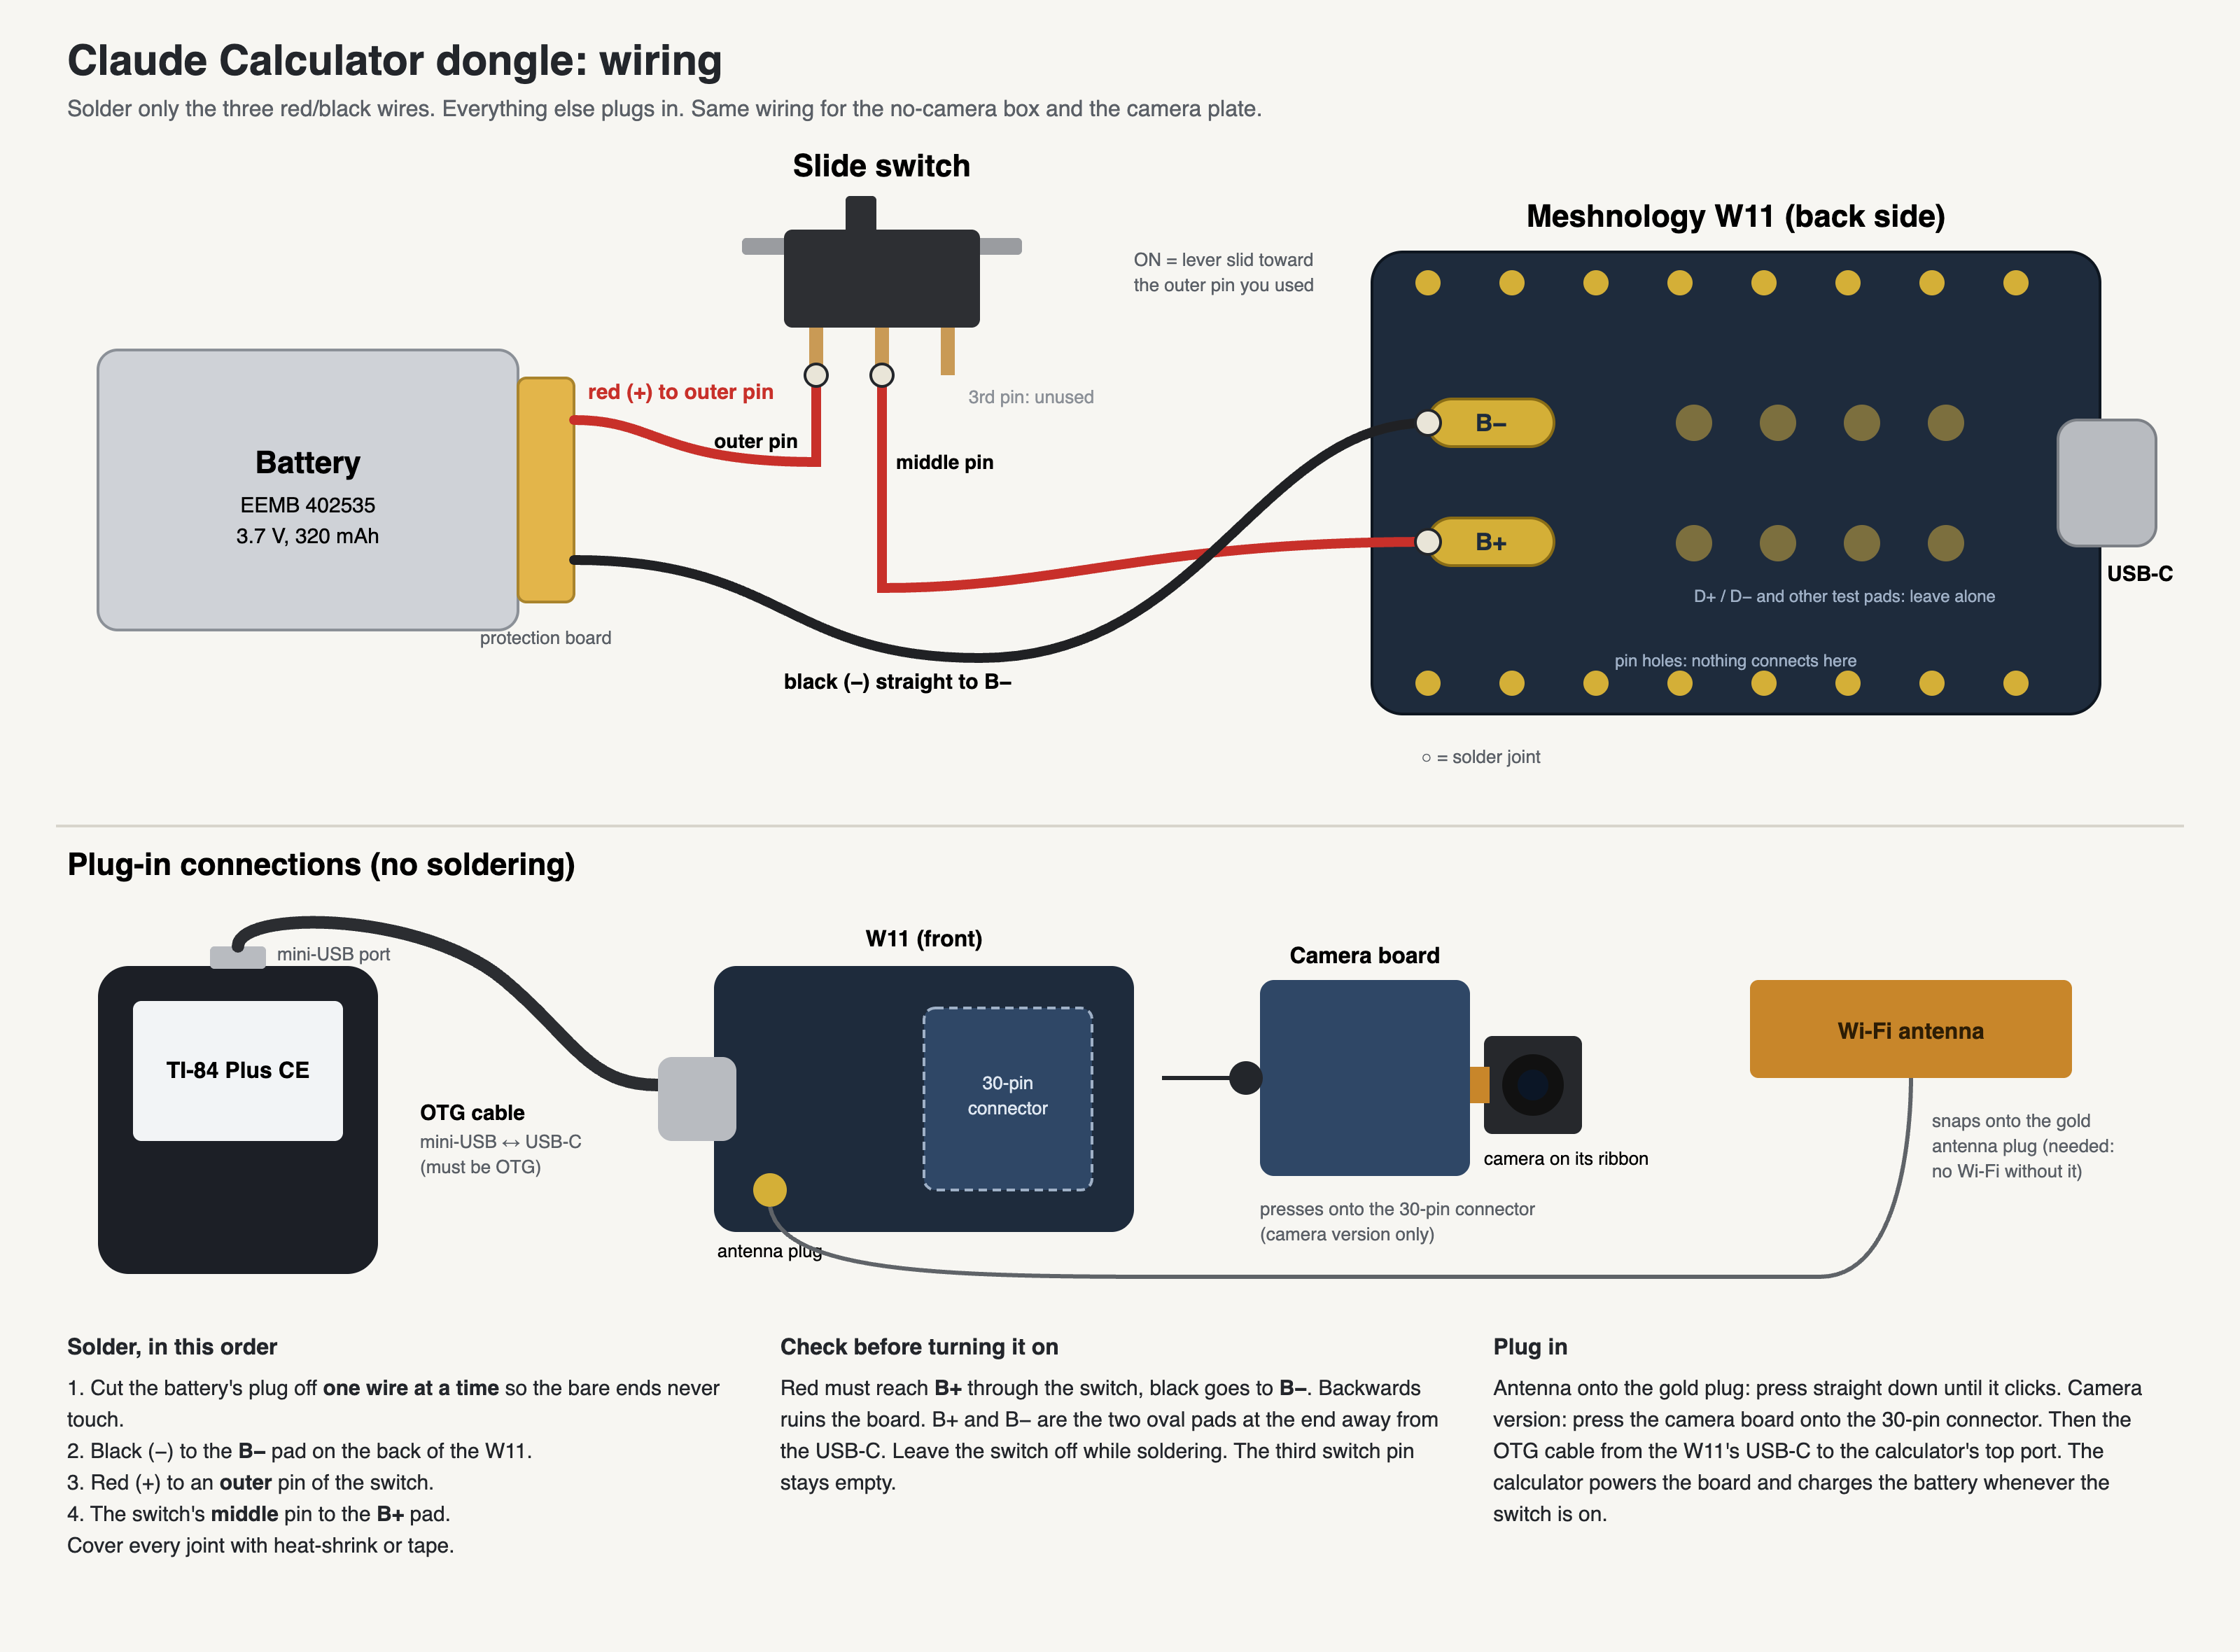 Claude Calculator dongle: wiring
Solder only the three red/black wires. Everything else plugs in. Same wiring for the no-camera box and the camera plate.
Slide switch
Meshnology W11 (back side)
ON = lever slid toward
the outer pin you used
red (+) to outer pin
3rd pin: unused
outer pin
middle pin
Battery
EEMB 402535
3.7 V, 320 mAh
B–
B+
USB-C
D+ / D– and other test pads: leave alone
protection board
pin holes: nothing connects here
black (–) straight to B–
○ = solder joint
Plug-in connections (no soldering)
mini-USB port
W11 (front)
Camera board
Wi-Fi antenna
TI-84 Plus CE
30-pin
connector
OTG cable
mini-USB ↔ USB-C
(must be OTG)
snaps onto the gold
antenna plug (needed:
no Wi-Fi without it)
camera on its ribbon
presses onto the 30-pin connector
(camera version only)
antenna plug
Solder, in this order
1. Cut the battery's plug off one wire at a time so the bare ends never
touch.
2. Black (–) to the B– pad on the back of the W11.
3. Red (+) to an outer pin of the switch.
4. The switch's middle pin to the B+ pad.
Cover every joint with heat-shrink or tape.
Check before turning it on
Red must reach B+ through the switch, black goes to B–. Backwards
ruins the board. B+ and B– are the two oval pads at the end away from
the USB-C. Leave the switch off while soldering. The third switch pin
stays empty.
Plug in
Antenna onto the gold plug: press straight down until it clicks. Camera
version: press the camera board onto the 30-pin connector. Then the
OTG cable from the W11's USB-C to the calculator's top port. The
calculator powers the board and charges the battery whenever the
switch is on.